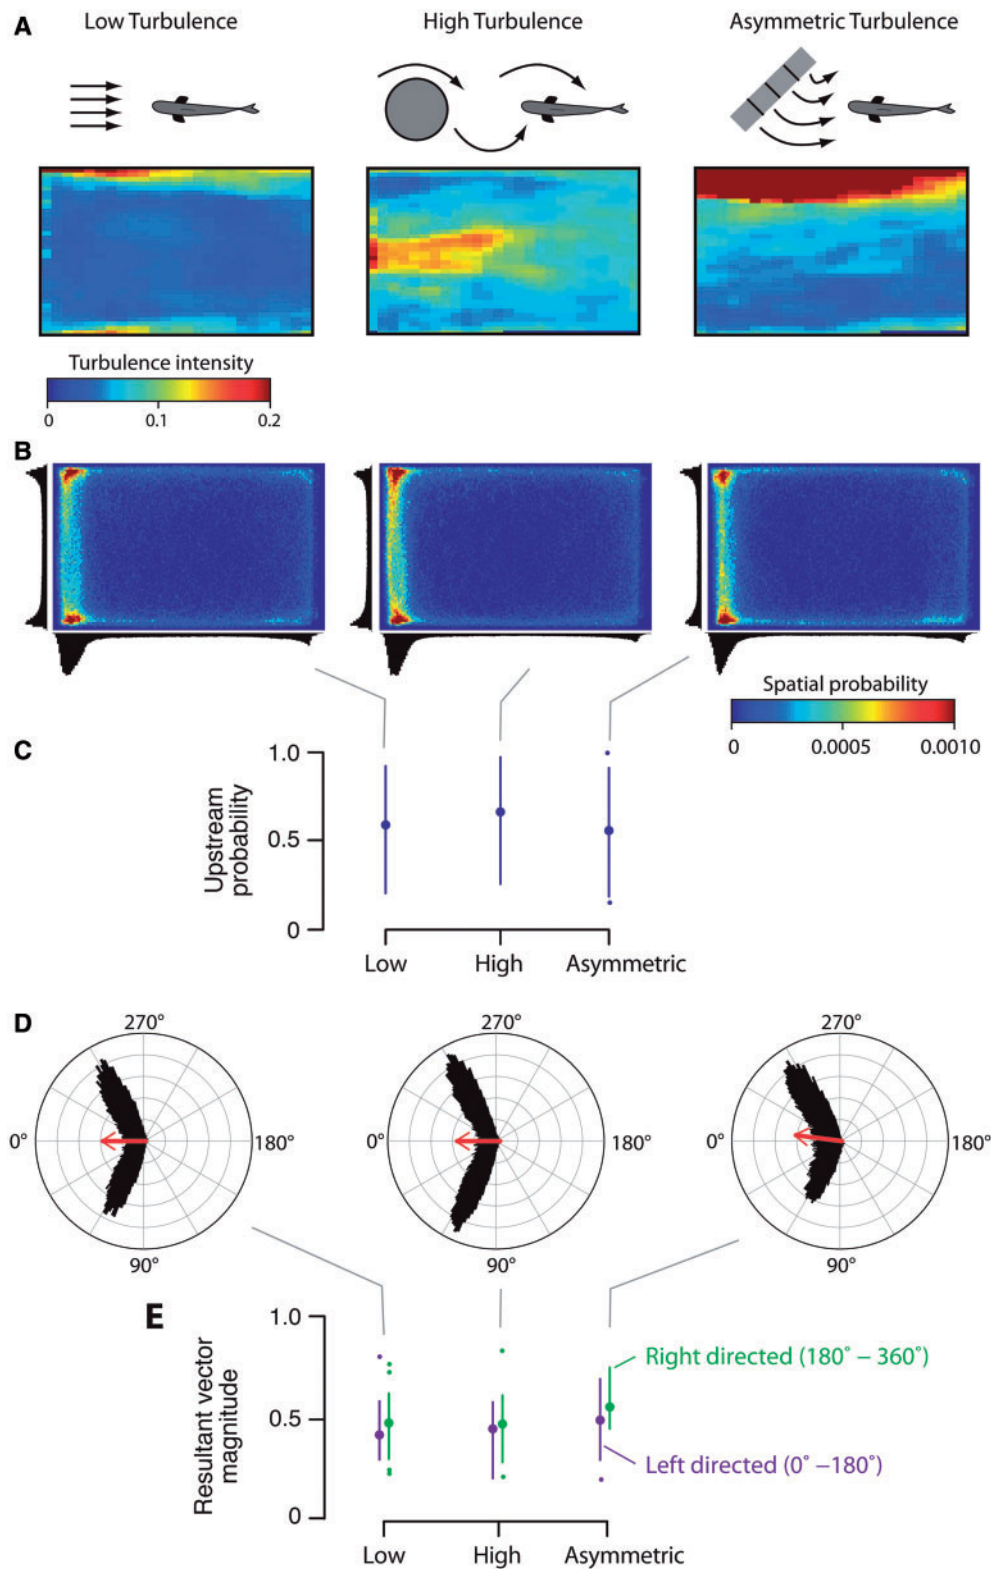 A
Low Turbulence
High Turbulence
Asymmetric Turbulence
Turbulence intensity
0
0.1
0.2
B
Spatial probability
0
0.0005
0.0010
C
Upstream
probability
1.0
0.5
0
Low
High
Asymmetric
D
270°
0°
180°
90°
270°
0°
180°
90°
270°
0°
180°
90°
E
Resultant vector
magnitude
1.0
0.5
0
Right directed (180° – 360°)
Left directed (0° –180°)
Low
High
Asymmetric